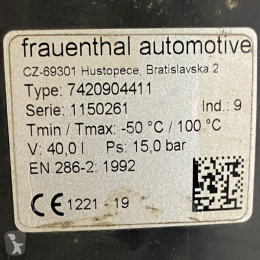 frauenthal automotive
CZ-69301 Hustopece, Bratislavska 2
Type: 7420904411
Serie: 1150261 Ind.: 9
Tmin / Tmax: -50 °C / 100 °C
V: 40,0 l Ps: 15,0 bar
EN 286-2: 1992
CE 1221 - 19